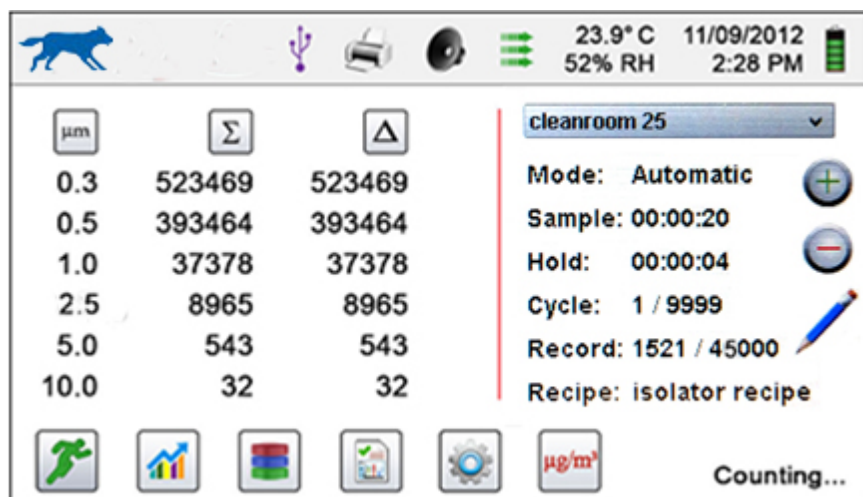 23.9° C 11/09/2012
52% RH 2:28 PM
µm Σ Δ
0.3 523469 523469
0.5 393464 393464
1.0 37378 37378
2.5 8965 8965
5.0 543 543
10.0 32 32
cleanroom 25
Mode: Automatic
Sample: 00:00:20
Hold: 00:00:04
Cycle: 1 / 9999
Record: 1521 / 45000
Recipe: isolator recipe
µg/m³
Counting...